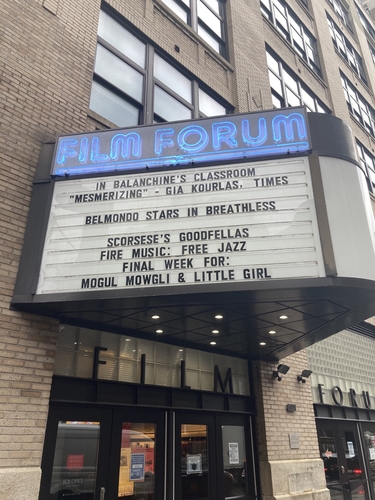 FILM FORUM
IN BALANCHINE'S CLASSROOM
"MESMERIZING" - GIA KOURLAS, TIMES
BELMONDO STARS IN BREATHLESS
SCORSESE'S GOODFELLAS
FIRE MUSIC: FREE JAZZ
FINAL WEEK FOR:
MOGUL MOWGLI & LITTLE GIRL
FILM
FORU